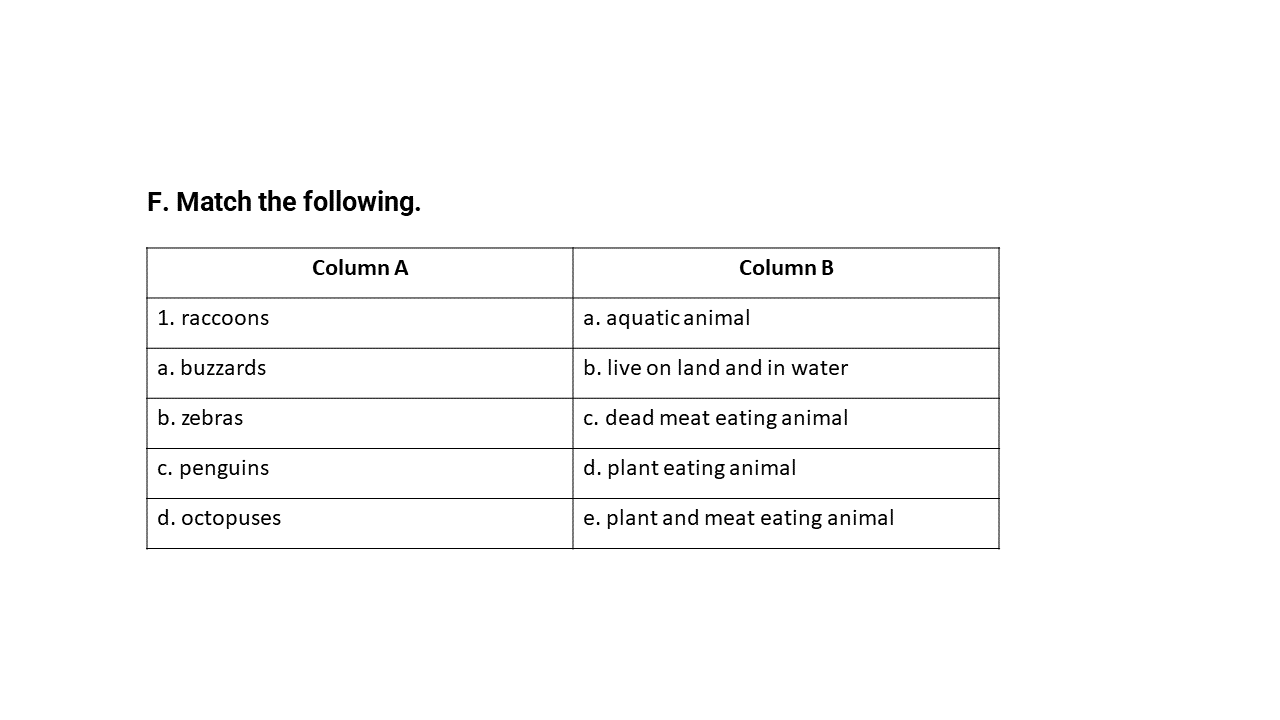 F. Match the following.
Column A Column B
1. raccoons a. aquatic animal
a. buzzards b. live on land and in water
b. zebras c. dead meat eating animal
c. penguins d. plant eating animal
d. octopuses e. plant and meat eating animal